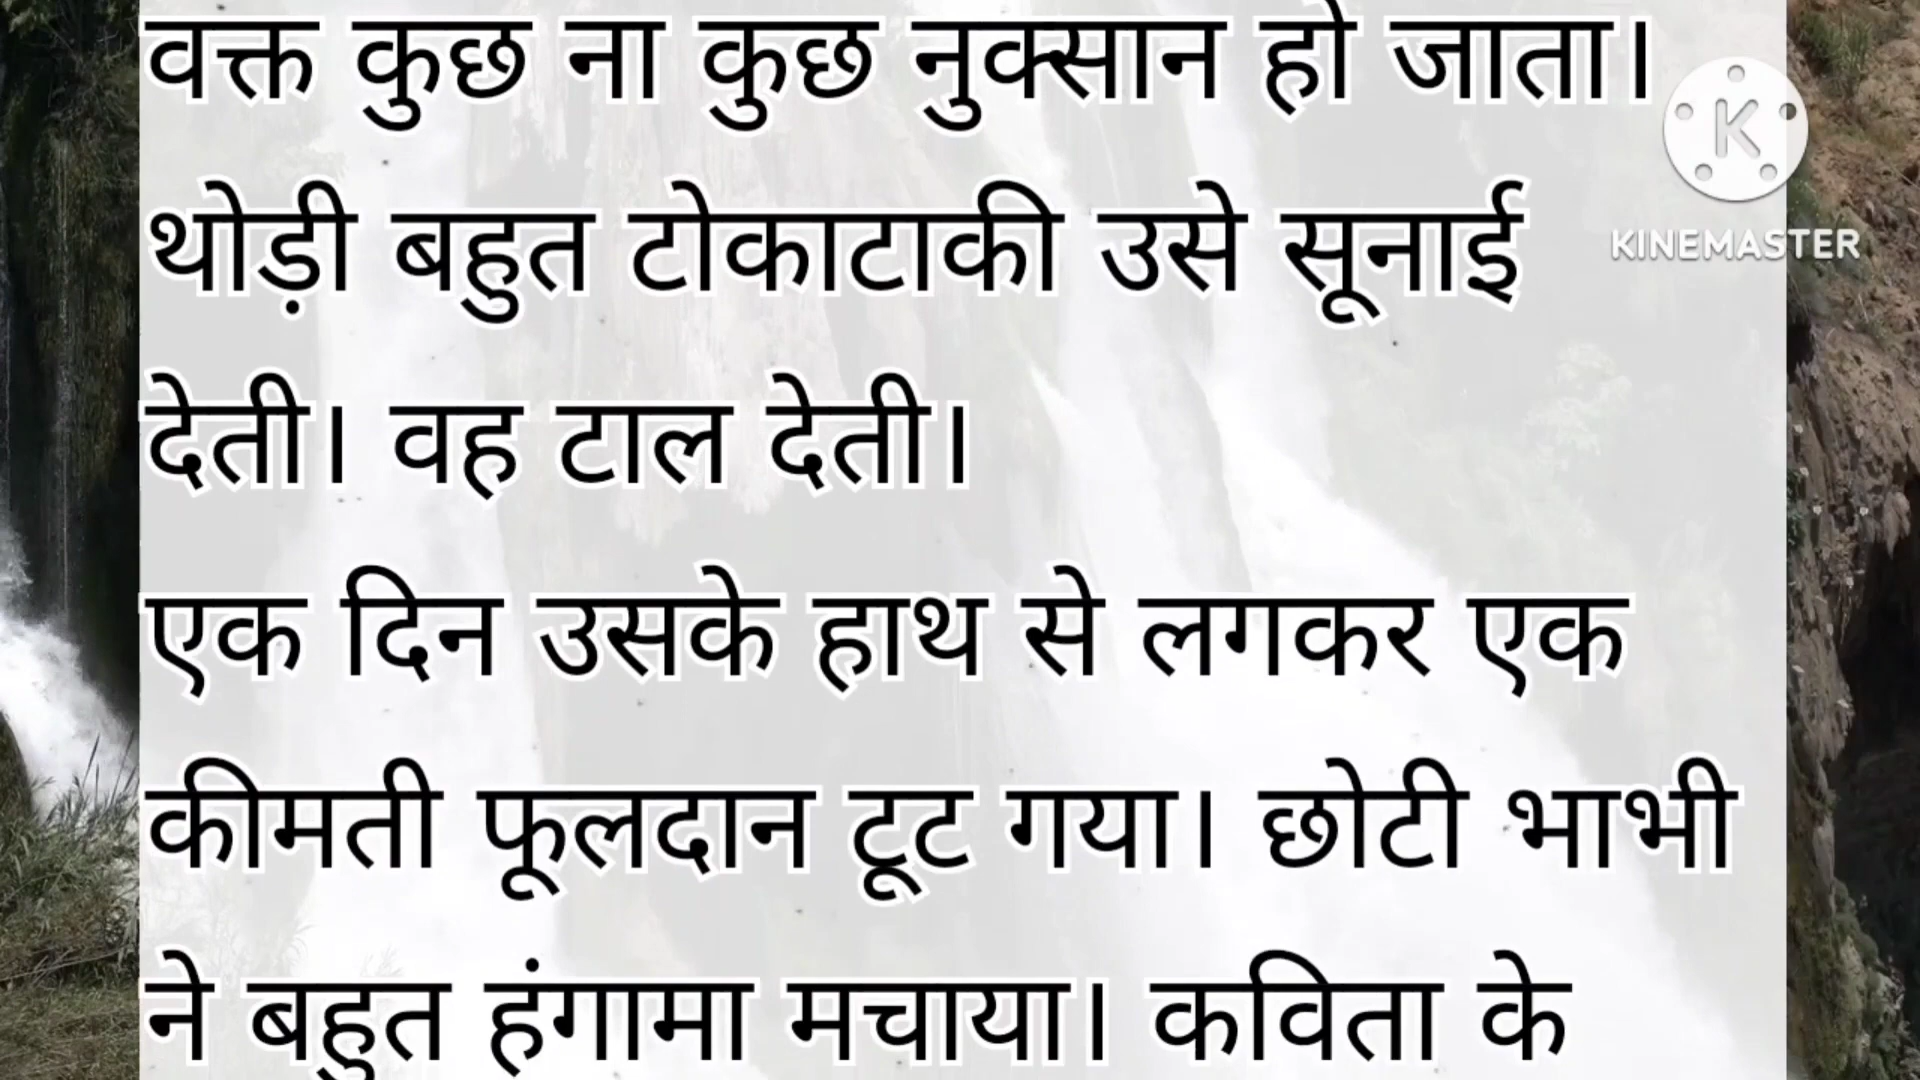 वक्त कुछ ना कुछ नुक्सान हो जाता।
थोड़ी बहुत टोकाटाकी उसे सूनाई
देती। वह टाल देती।
एक दिन उसके हाथ से लगकर एक
कीमती फूलदान टूट गया। छोटी भाभी
ने बहुत हंगामा मचाया। कविता के
K
KINEMASTER